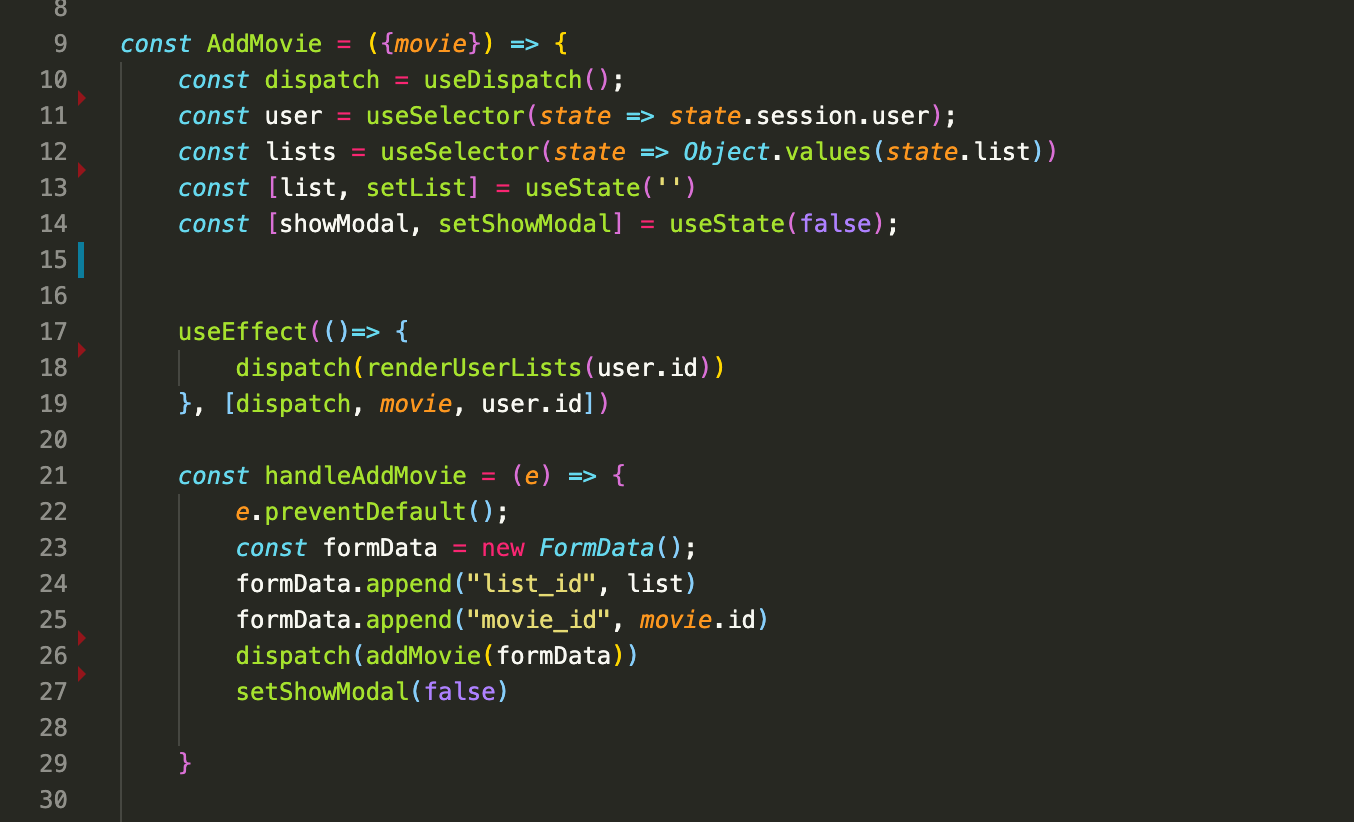 8
9 const AddMovie = ({movie}) => {
10 const dispatch = useDispatch();
11 const user = useSelector(state => state.session.user);
12 const lists = useSelector(state => Object.values(state.list))
13 const [list, setList] = useState('')
14 const [showModal, setShowModal] = useState(false);
15
16
17 useEffect(()=> {
18 dispatch(renderUserLists(user.id))
19 }, [dispatch, movie, user.id])
20
21 const handleAddMovie = (e) => {
22 e.preventDefault();
23 const formData = new FormData();
24 formData.append("list_id", list)
25 formData.append("movie_id", movie.id)
26 dispatch(addMovie(formData))
27 setShowModal(false)
28
29 }
30